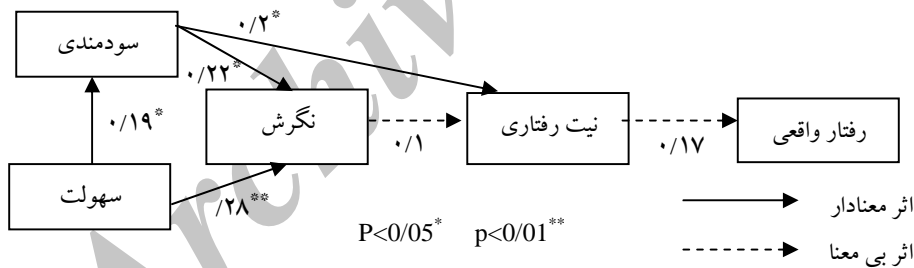 ۰/۲*
سودمندی
۰/۲۲*
۰/۱۹*
نگرش
نیت رفتاری
رفتار واقعی
۰/۱
۰/۱۷
سهولت
/۲۸**
اثر معنادار
P<0/05* p<0/01**
اثر بی معنا
Archiv